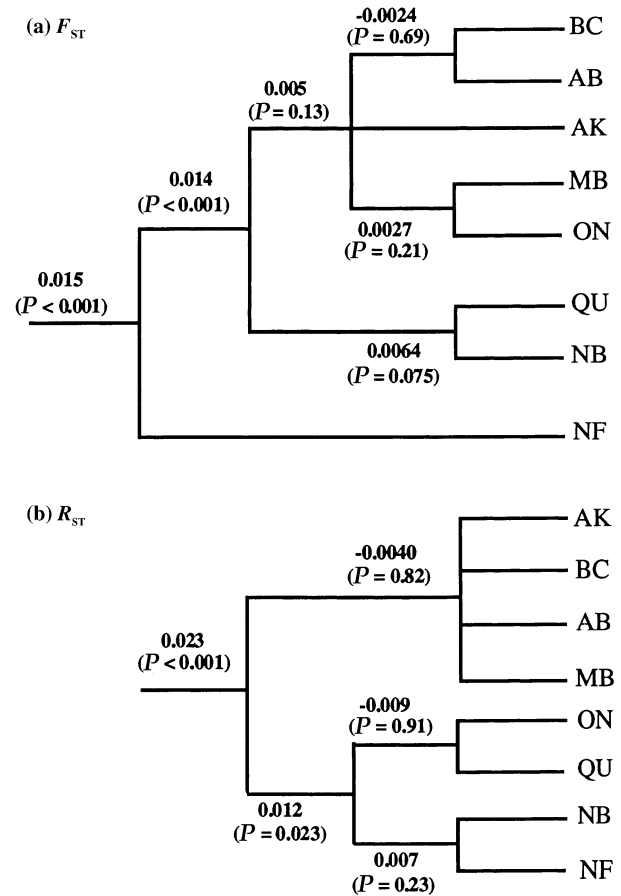 (a) F_ST
-0.0024
(P = 0.69)
BC
AB
0.005
(P = 0.13)
AK
0.014
(P < 0.001)
MB
ON
0.0027
(P = 0.21)
0.015
(P < 0.001)
QU
NB
0.0064
(P = 0.075)
NF
(b) R_ST
AK
-0.0040
(P = 0.82)
BC
AB
0.023
(P < 0.001)
MB
-0.009
(P = 0.91)
ON
QU
0.012
(P = 0.023)
NB
0.007
(P = 0.23)
NF